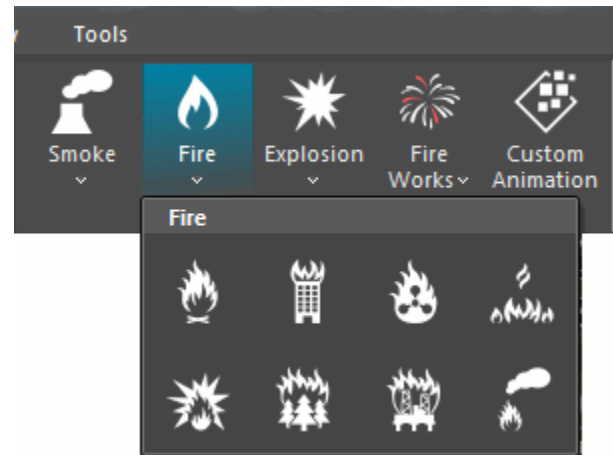 Tools
Smoke
Fire
Explosion
Fire
Works
Custom
Animation
Fire